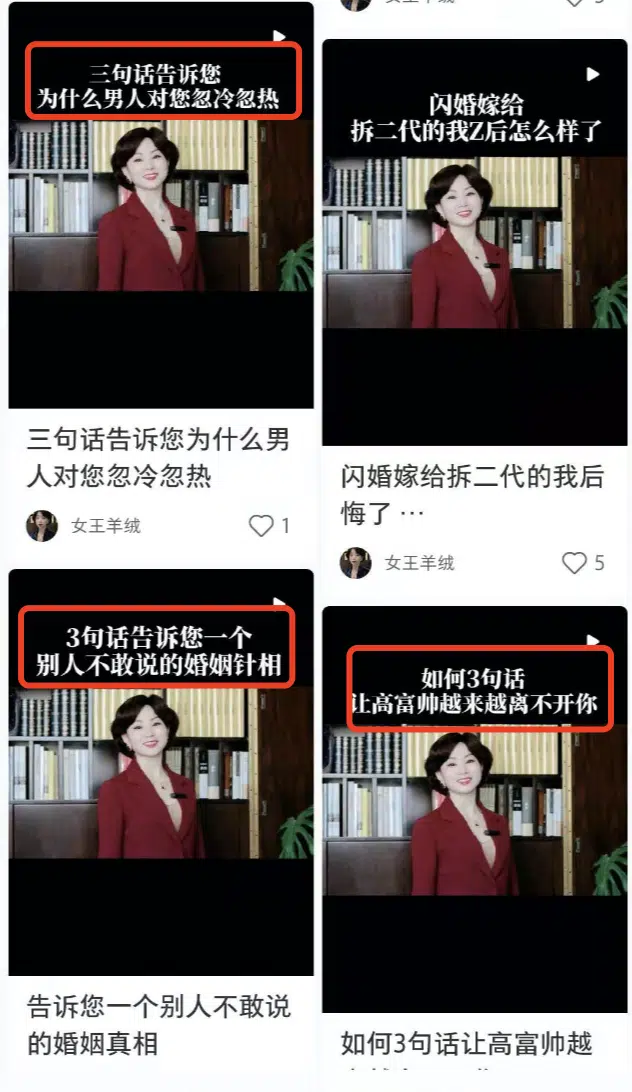 三句话告诉您
为什么男人对您忽冷忽热
三句话告诉您为什么男
人对您忽冷忽热
女王羊绒
1
3句话告诉您一个
别人不敢说的婚姻针相
告诉您一个别人不敢说
的婚姻真相
女王羊绒
闪婚嫁给
拆二代的我Z后怎么样了
闪婚嫁给拆二代的我后
悔了 …
女王羊绒
5
如何3句话
让高富帅越来越离不开你
如何3句话让高富帅越